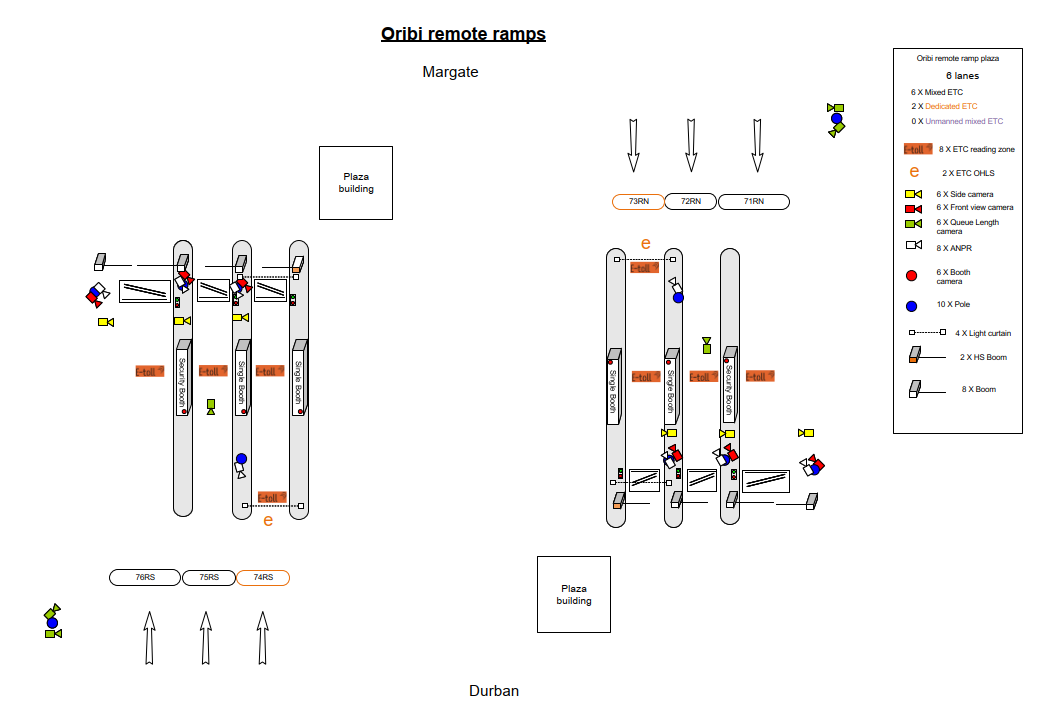 Oribi remote ramps
Margate
Oribi remote ramp plaza
6 lanes
6 X Mixed ETC
2 X Dedicated ETC
0 X Unmanned mixed ETC
E-toll 8 X ETC reading zone
e 2 X ETC OHLS
6 X Side camera
6 X Front view camera
6 X Queue Length
camera
8 X ANPR
6 X Booth
camera
10 X Pole
4 X Light curtain
2 X HS Boom
8 X Boom
Plaza
building
73RN
72RN
71RN
e
E-toll
Security Booth
Single Booth
Single Booth
E-toll
E-toll
E-toll
Single Booth
Single Booth
Security Booth
E-toll
E-toll
E-toll
E-toll
e
76RS
75RS
74RS
Plaza
building
Durban